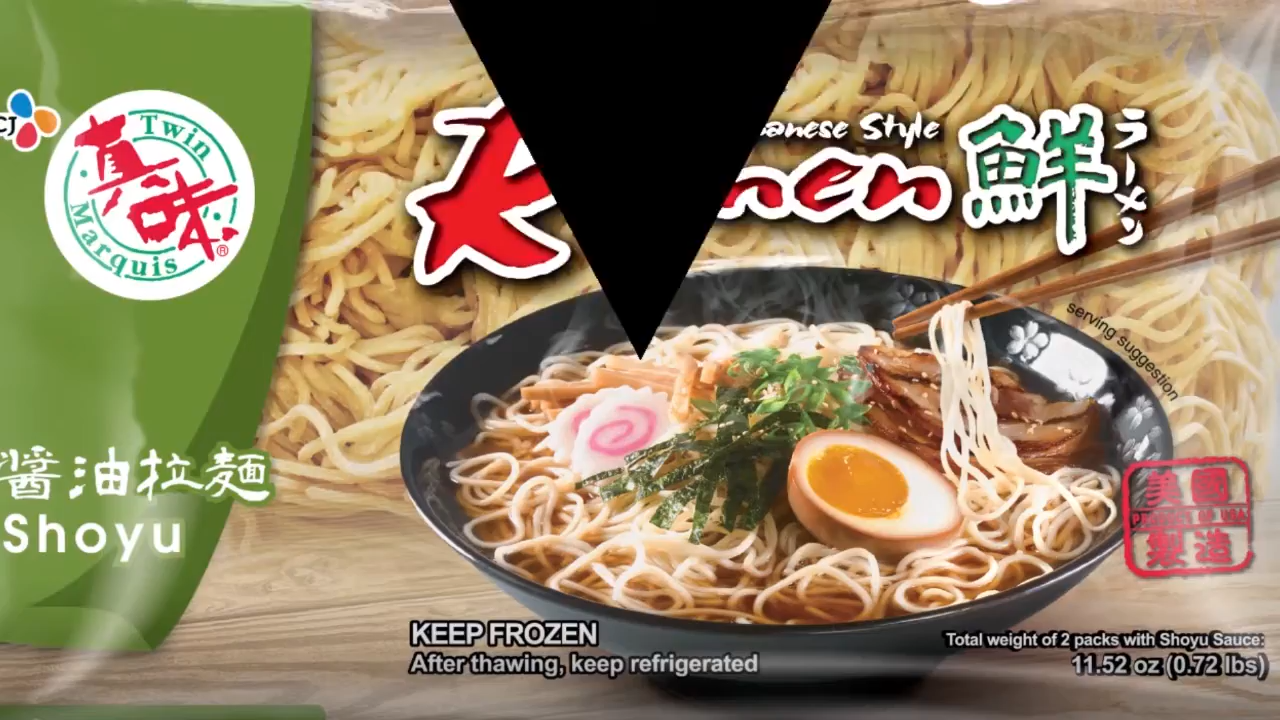 CJ
Twin
真味
Marquis
®
anese Style
men
鮮
ラーメン
serving suggestion
醬油拉麵
Shoyu
美國
PRODUCT OF USA
製造
KEEP FROZEN
After thawing, keep refrigerated
Total weight of 2 packs with Shoyu Sauce:
11.52 oz (0.72 lbs)